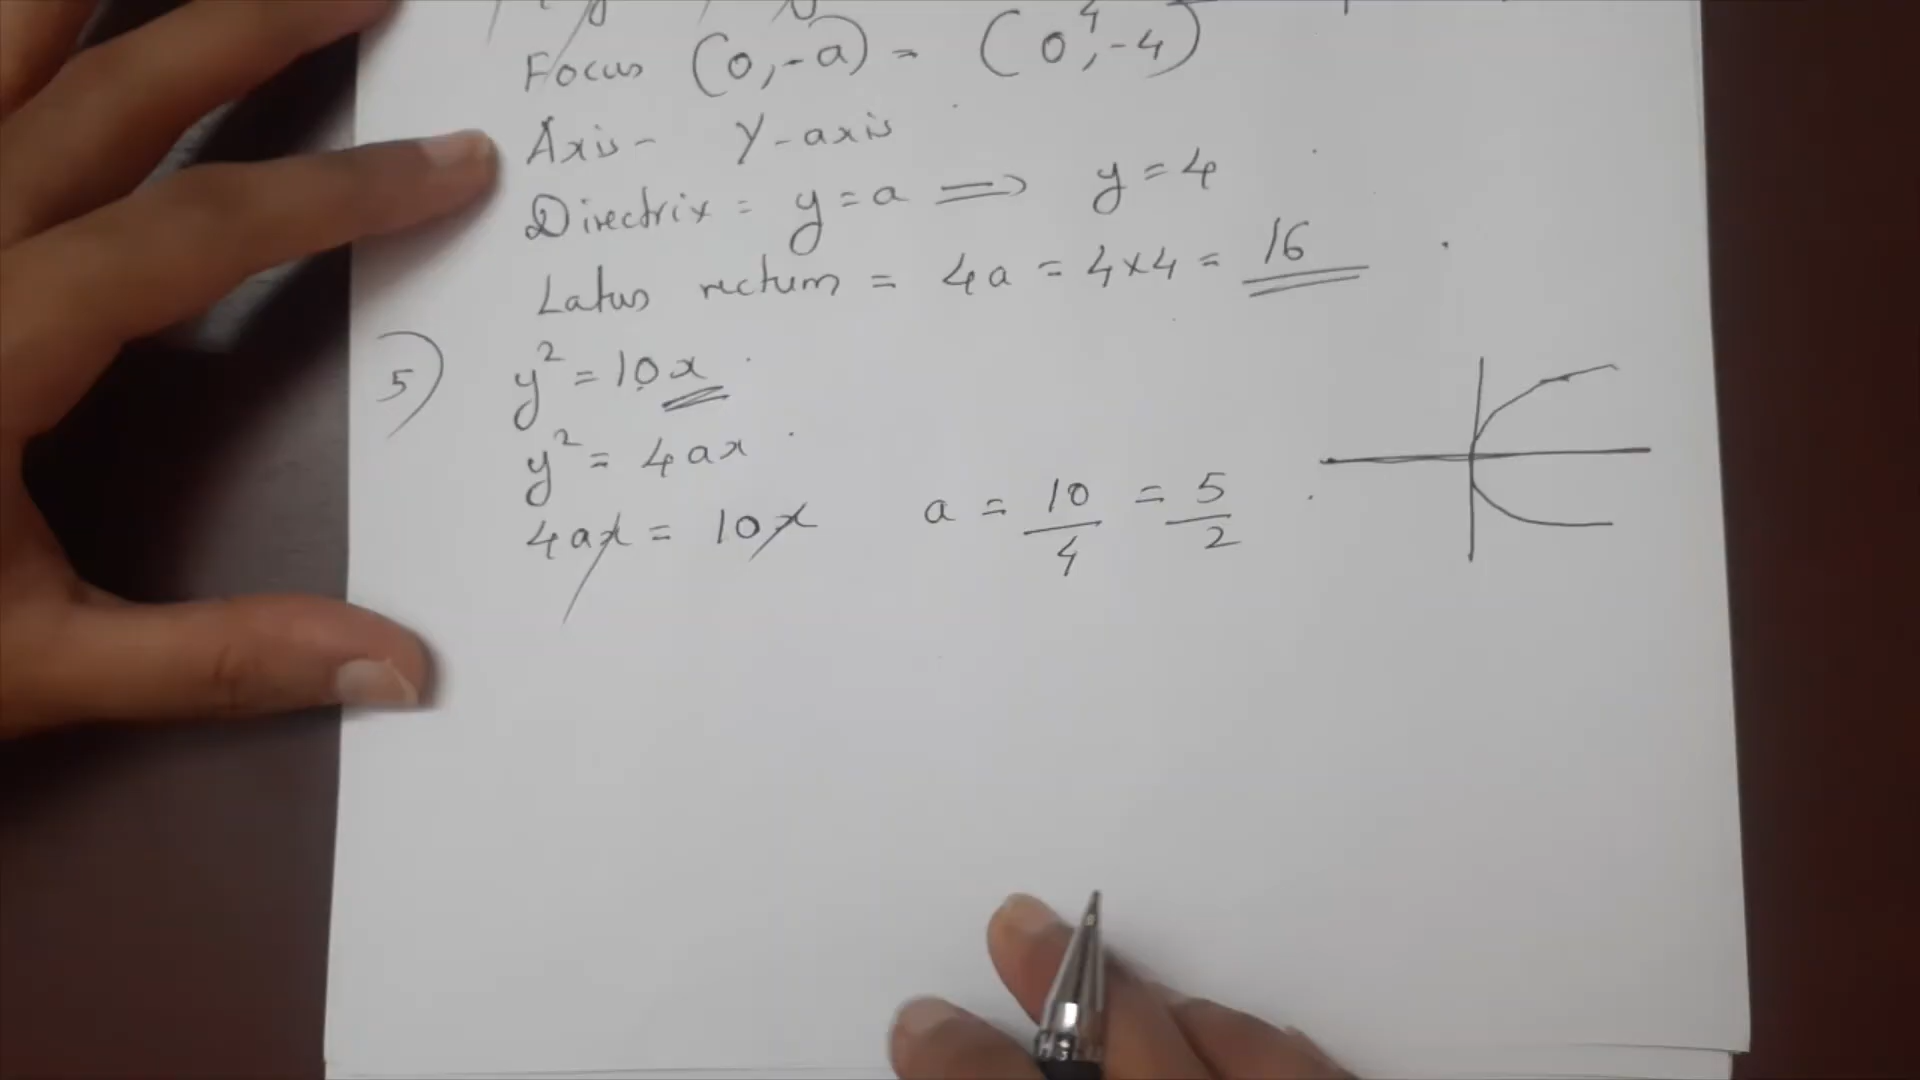 Focus (0,-a) = (0,-4)
Axis - Y-axis
Directrix = y=a ⟹ y=4
Latus rectum = 4a = 4×4 = 16
5) y² = 10x
y² = 4ax
4ax = 10x a = 10/4 = 5/2